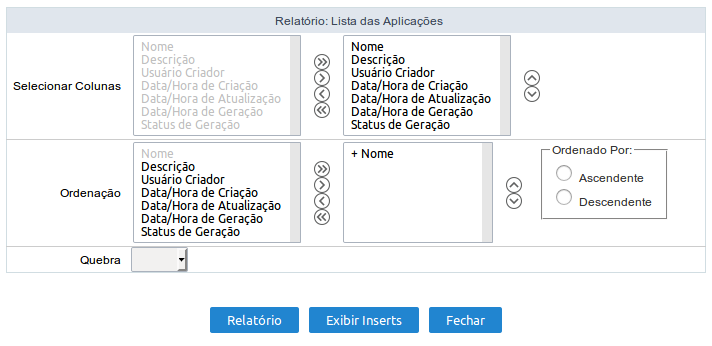 Relatório: Lista das Aplicações
Selecionar Colunas
Nome
Descrição
Usuário Criador
Data/Hora de Criação
Data/Hora de Atualização
Data/Hora de Geração
Status de Geração
Nome
Descrição
Usuário Criador
Data/Hora de Criação
Data/Hora de Atualização
Data/Hora de Geração
Status de Geração
Ordenação
Nome
Descrição
Usuário Criador
Data/Hora de Criação
Data/Hora de Atualização
Data/Hora de Geração
Status de Geração
+ Nome
Ordenado Por:
Ascendente
Descendente
Quebra
Relatório Exibir Inserts Fechar